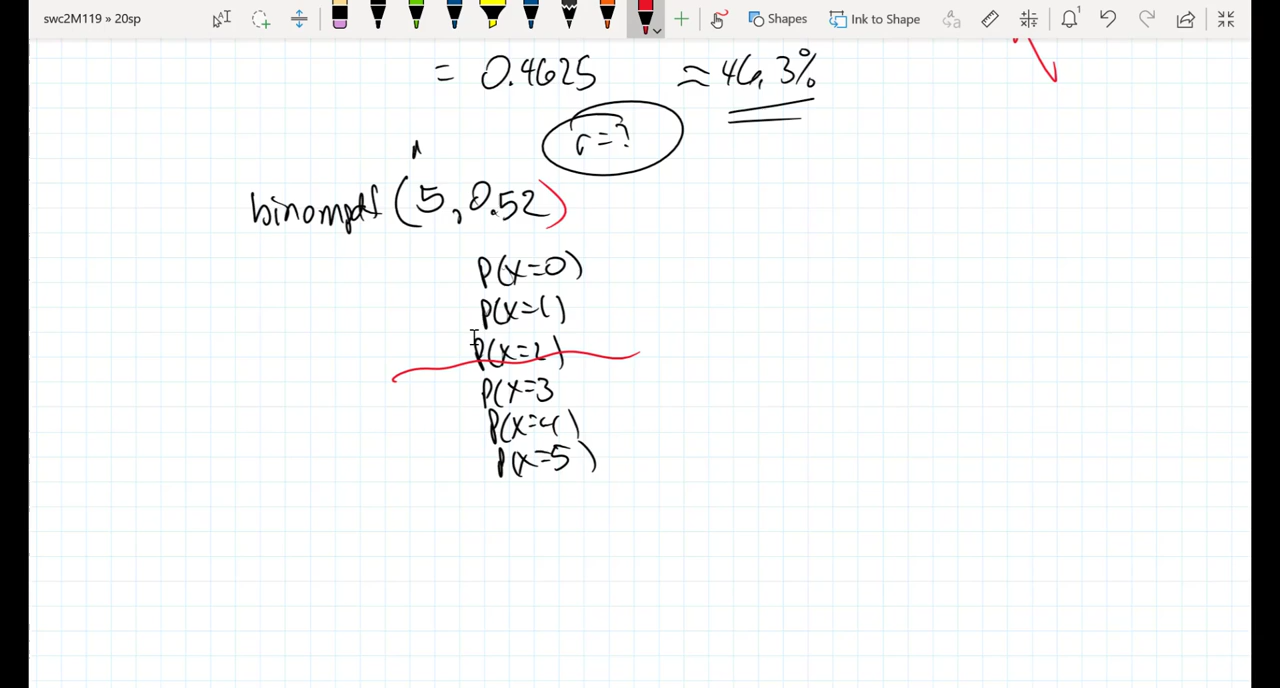 swc2M119 » 20sp
Shapes
Ink to Shape
= 0.4625 ≈ 46.3%
r=?
n
binompdf (5, 0.52)
P(x=0)
P(x=1)
P(x=2)
P(x=3
P(x=4)
P(x=5)